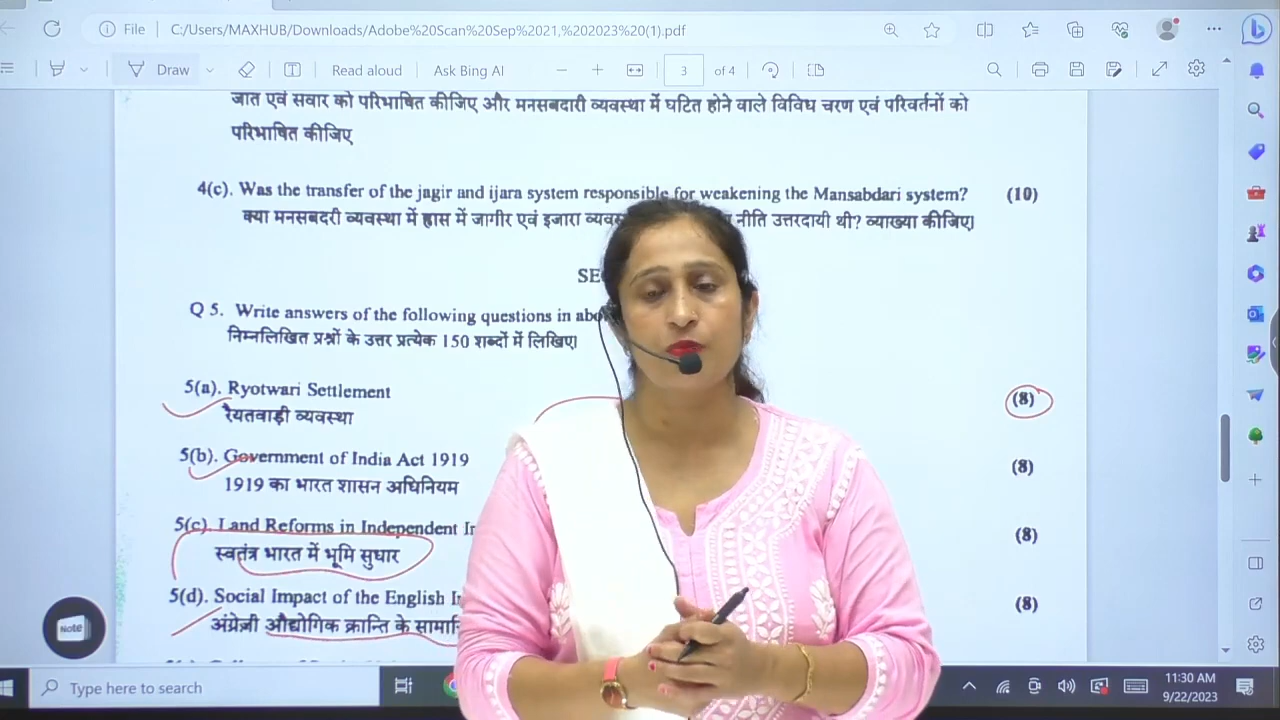 File C:/Users/MAXHUB/Downloads/Adobe%20Scan%20Sep%2021,%202023%20(1).pdf
Draw Read aloud Ask Bing AI 3 of 4
जात एवं सवार को परिभाषित कीजिए और मनसबदारी व्यवस्था में घटित होने वाले विविध चरण एवं परिवर्तनों को
परिभाषित कीजिए
4(c). Was the transfer of the jagir and ijara system responsible for weakening the Mansabdari system? (10)
क्या मनसबदरी व्यवस्था में ह्रास में जागीर एवं इजारा नीति उत्तरदायी थी? व्याख्या कीजिए।
Q 5. Write answers of the following questions in
निम्नलिखित प्रश्नों के उत्तर प्रत्येक 150 शब्दों में लिखिए।
5(a). Ryotwari Settlement (8)
रैयतवाड़ी व्यवस्था
5(b). Government of India Act 1919 (8)
1919 का भारत शासन अधिनियम
5(c). Land Reforms in Independent (8)
स्वतंत्र भारत में भूमि सुधार
5(d). Social Impact of the English (8)
अंग्रेज़ी औद्योगिक क्रान्ति के
Note
Type here to search
11:30 AM
9/22/2023